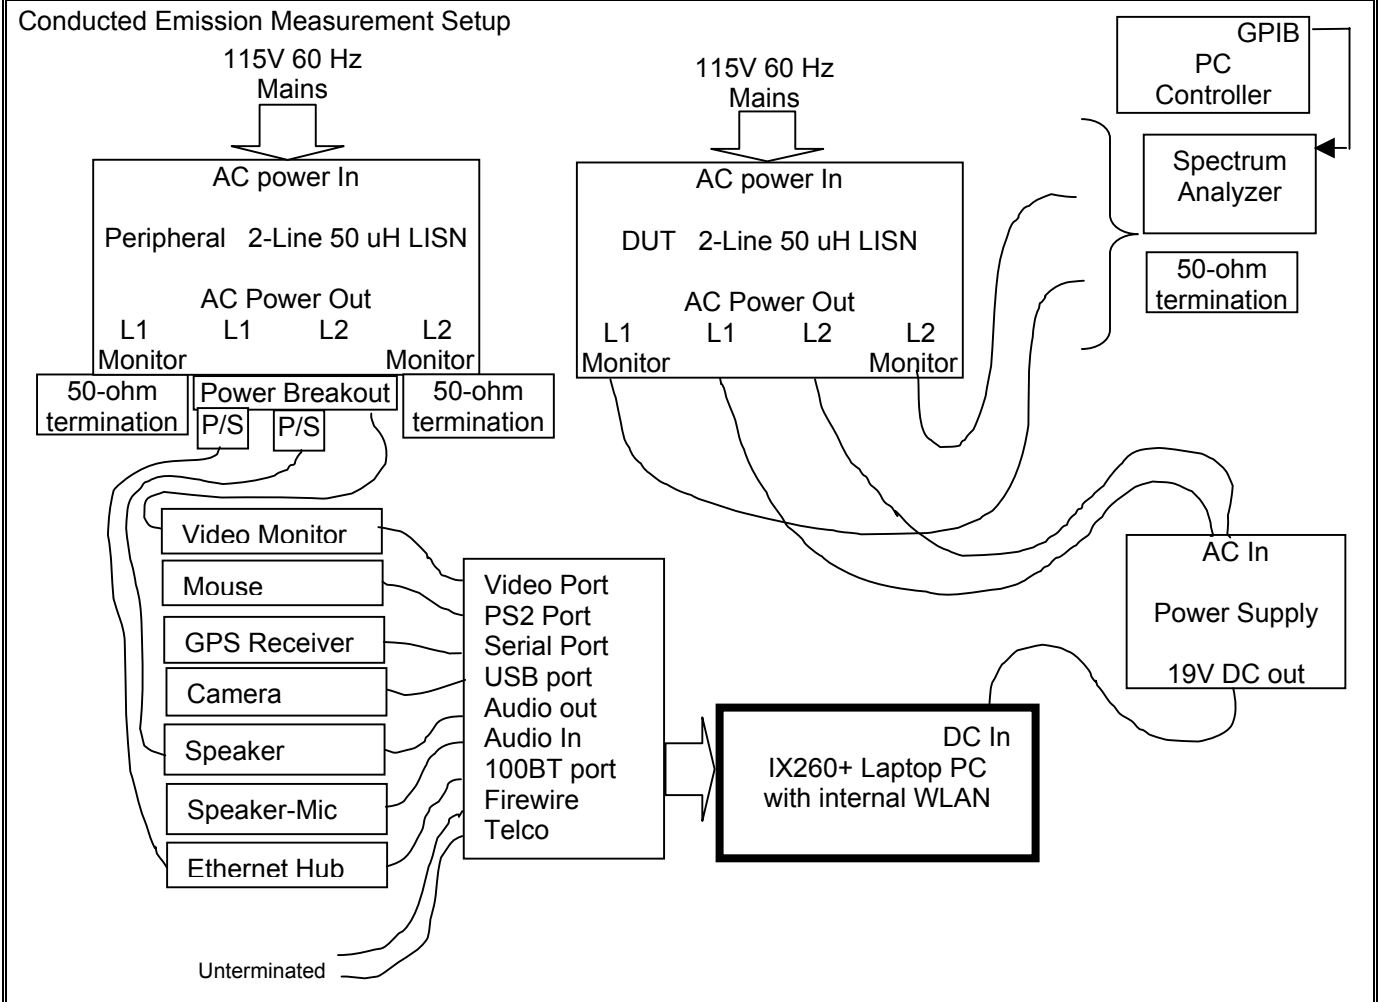 Conducted Emission Measurement Setup
115V 60 Hz
Mains
AC power In
Peripheral 2-Line 50 uH LISN
AC Power Out
L1 L1 L2 L2
Monitor Monitor
50-ohm
termination
Power Breakout
50-ohm
termination
P/S
P/S
115V 60 Hz
Mains
AC power In
DUT 2-Line 50 uH LISN
AC Power Out
L1 L1 L2 L2
Monitor Monitor
GPIB
PC
Controller
Spectrum
Analyzer
50-ohm
termination
Video Monitor
Mouse
GPS Receiver
Camera
Speaker
Speaker-Mic
Ethernet Hub
Unterminated
Video Port
PS2 Port
Serial Port
USB port
Audio out
Audio In
100BT port
Firewire
Telco
DC In
IX260+ Laptop PC
with internal WLAN
AC In
Power Supply
19V DC out